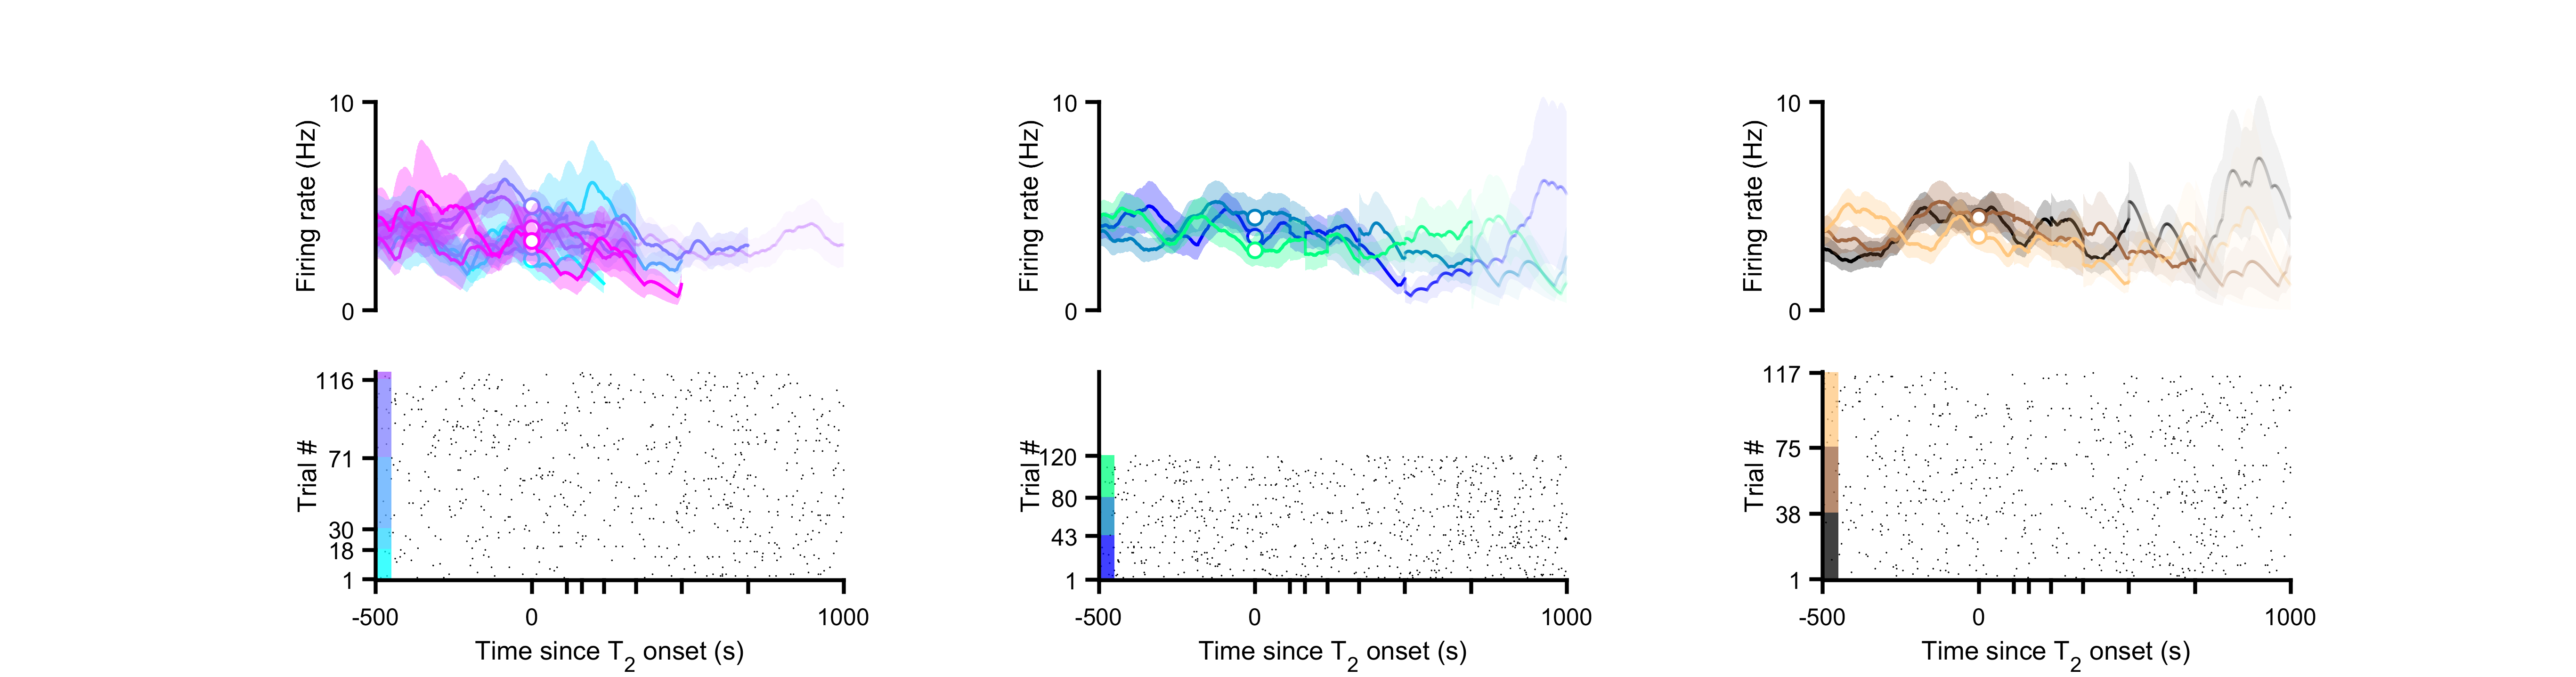 10
Firing rate (Hz)
0
116
71
30
18
1
Trial #
-500 0 1000
Time since T2 onset (s)
10
Firing rate (Hz)
0
120
80
43
1
Trial #
-500 0 1000
Time since T2 onset (s)
10
Firing rate (Hz)
0
117
75
38
1
Trial #
-500 0 1000
Time since T2 onset (s)